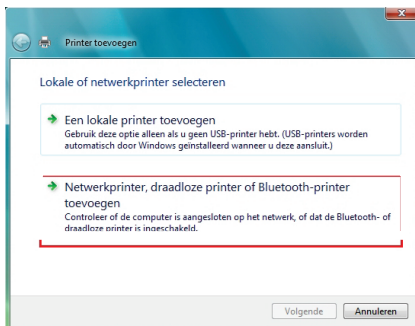 Printer toevoegen
Lokale of netwerkprinter selecteren
Een lokale printer toevoegen
Gebruik deze optie alleen als u geen USB-printer hebt. (USB-printers worden
automatisch door Windows geïnstalleerd wanneer u deze aansluit.)
Netwerkprinter, draadloze printer of Bluetooth-printer
toevoegen
Controleer of de computer is aangesloten op het netwerk, of dat de Bluetooth- of
draadloze printer is ingeschakeld.
Volgende
Annuleren